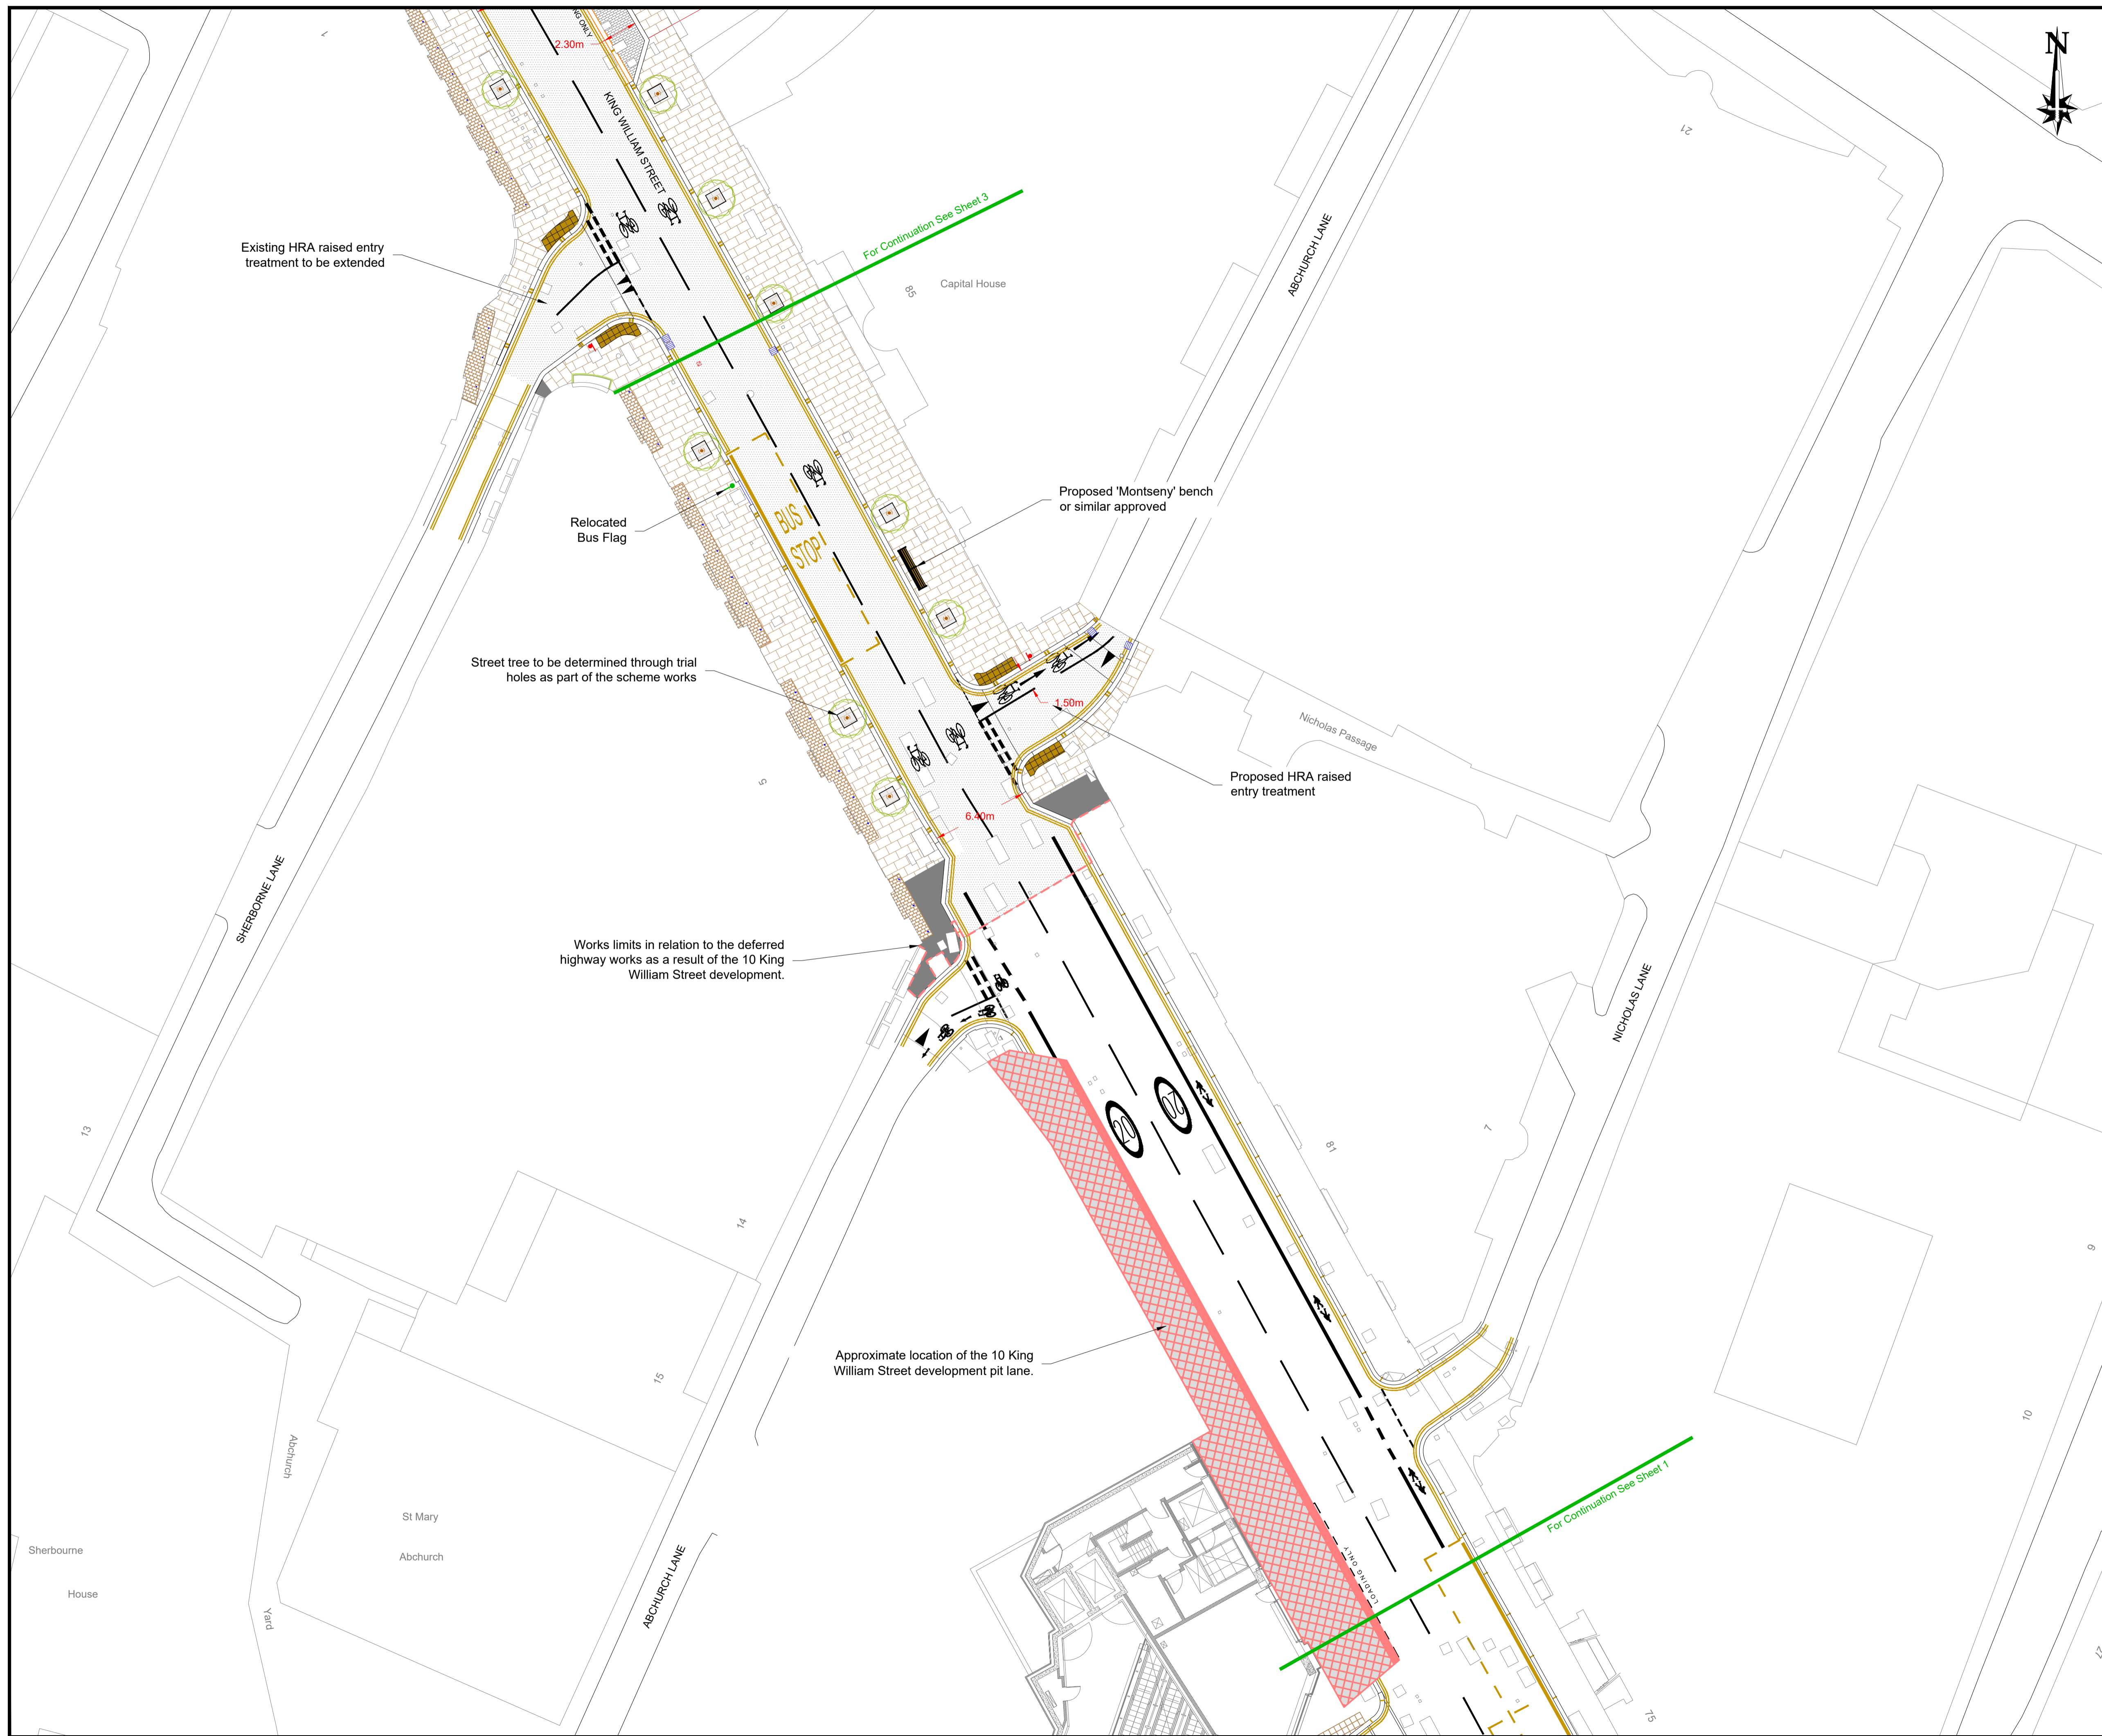 N
1
NG ONLY
2.30m
KING WILLIAM STREET
21
For Continuation See Sheet 3
Existing HRA raised entry
treatment to be extended
85
Capital House
ABCHURCH LANE
Proposed 'Montseny' bench
or similar approved
Relocated
Bus Flag
BUS
STOP
Street tree to be determined through trial
holes as part of the scheme works
1.50m
Nicholas Passage
5
Proposed HRA raised
entry treatment
6.40m
SHERBORNE LANE
Works limits in relation to the deferred
highway works as a result of the 10 King
William Street development.
NICHOLAS LANE
20
20
13
81
7
14
9
Approximate location of the 10 King
William Street development pit lane.
15
10
Abchurch
Yard
St Mary
Abchurch
Sherbourne
House
ABCHURCH LANE
LOADING ONLY
For Continuation See Sheet 1
75